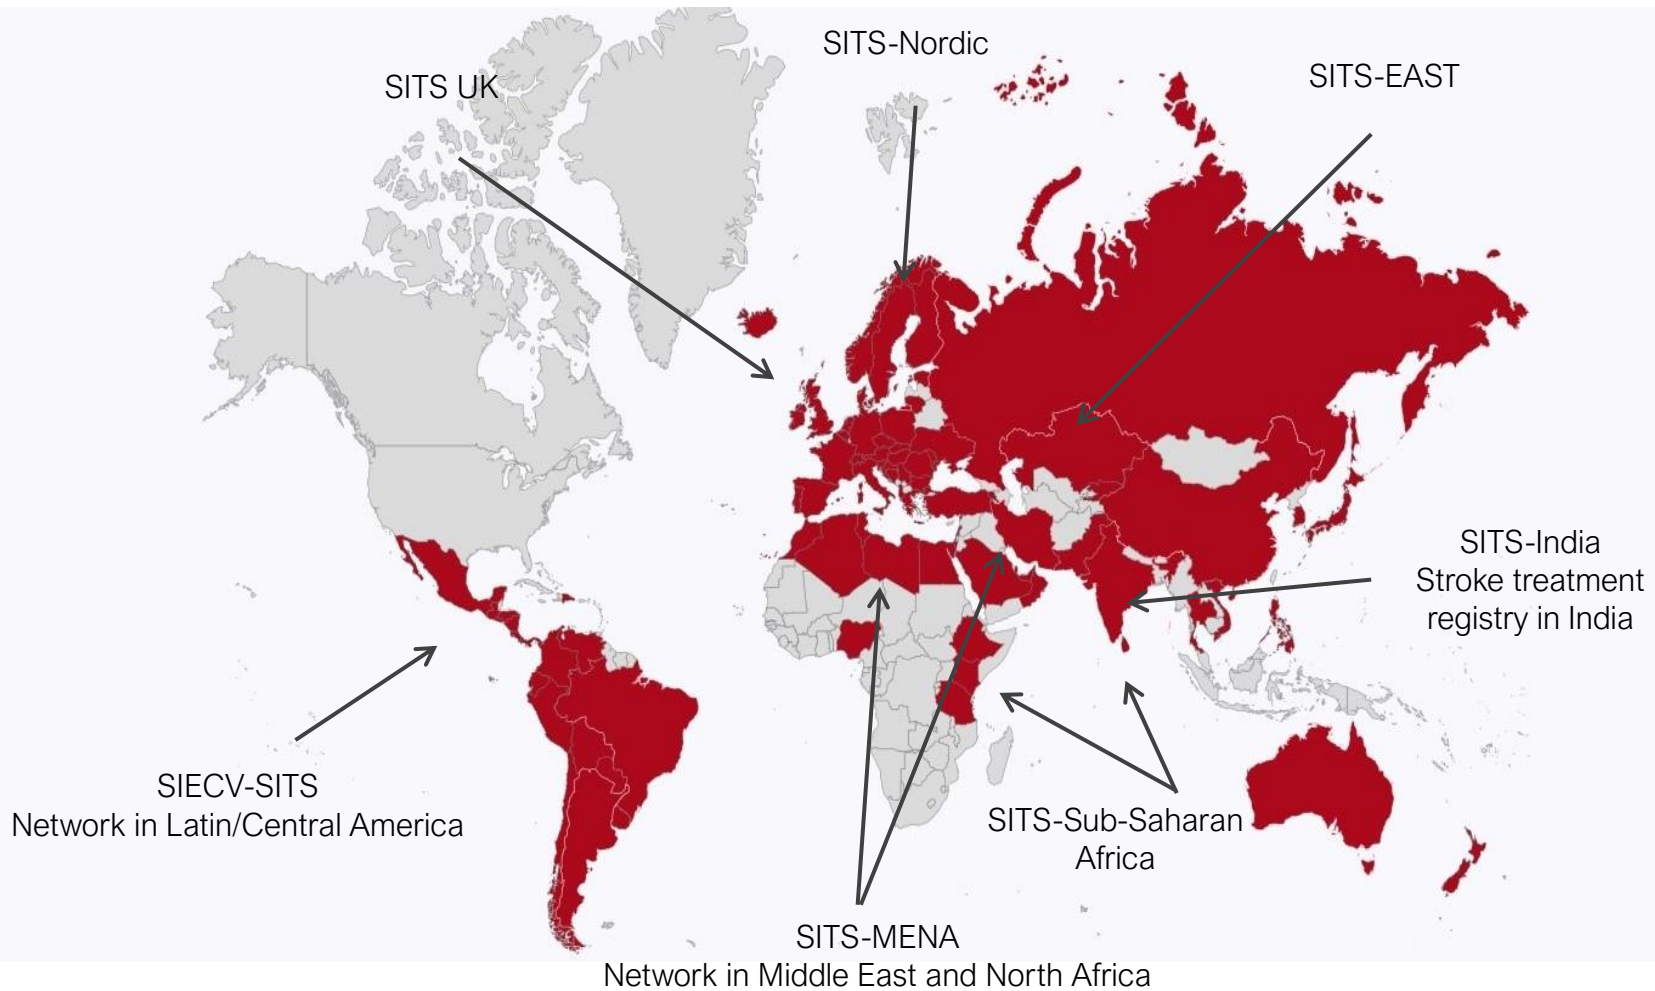 SITS-Nordic
SITS UK
SITS-EAST
SITS-India
Stroke treatment
registry in India
SIECV-SITS
Network in Latin/Central America
SITS-Sub-Saharan
Africa
SITS-MENA
Network in Middle East and North Africa